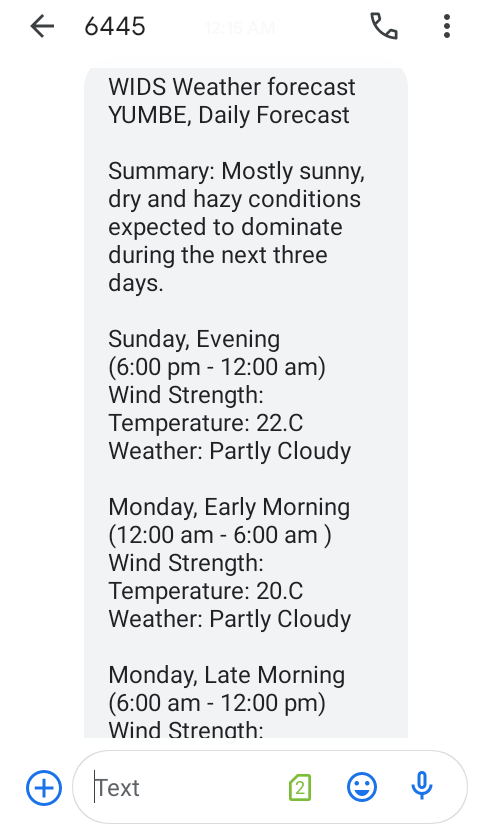 6445
12:15 AM
WIDS Weather forecast
YUMBE, Daily Forecast
Summary: Mostly sunny,
dry and hazy conditions
expected to dominate
during the next three
days.
Sunday, Evening
(6:00 pm - 12:00 am)
Wind Strength:
Temperature: 22.C
Weather: Partly Cloudy
Monday, Early Morning
(12:00 am - 6:00 am )
Wind Strength:
Temperature: 20.C
Weather: Partly Cloudy
Monday, Late Morning
(6:00 am - 12:00 pm)
Wind Strength:
Text
2